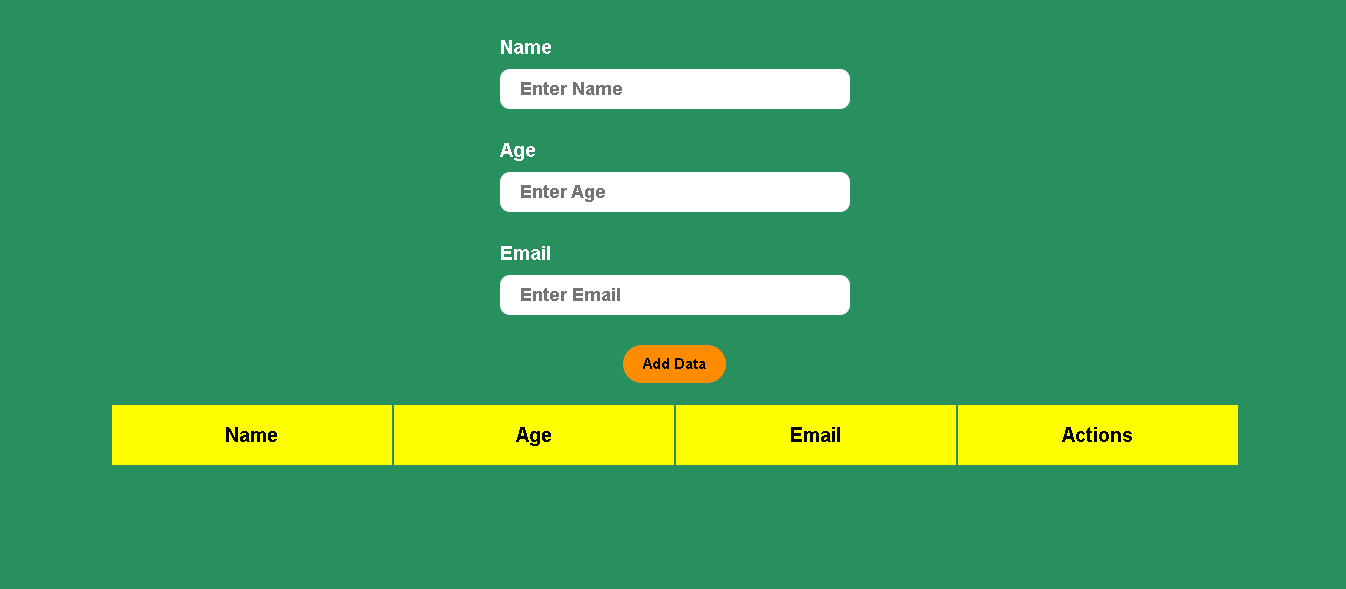 Name
Enter Name
Age
Enter Age
Email
Enter Email
Add Data
Name Age Email Actions